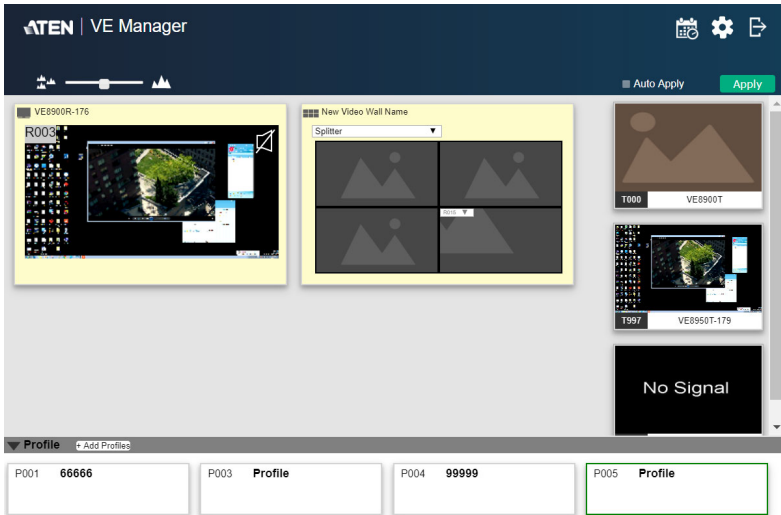 ATEN VE Manager
Auto Apply
Apply
VE8900R-176
R003
New Video Wall Name
Splitter
R016
T000 VE8900T
T997 VE8950T-179
No Signal
Profile + Add Profiles
P001 66666
P003 Profile
P004 99999
P005 Profile